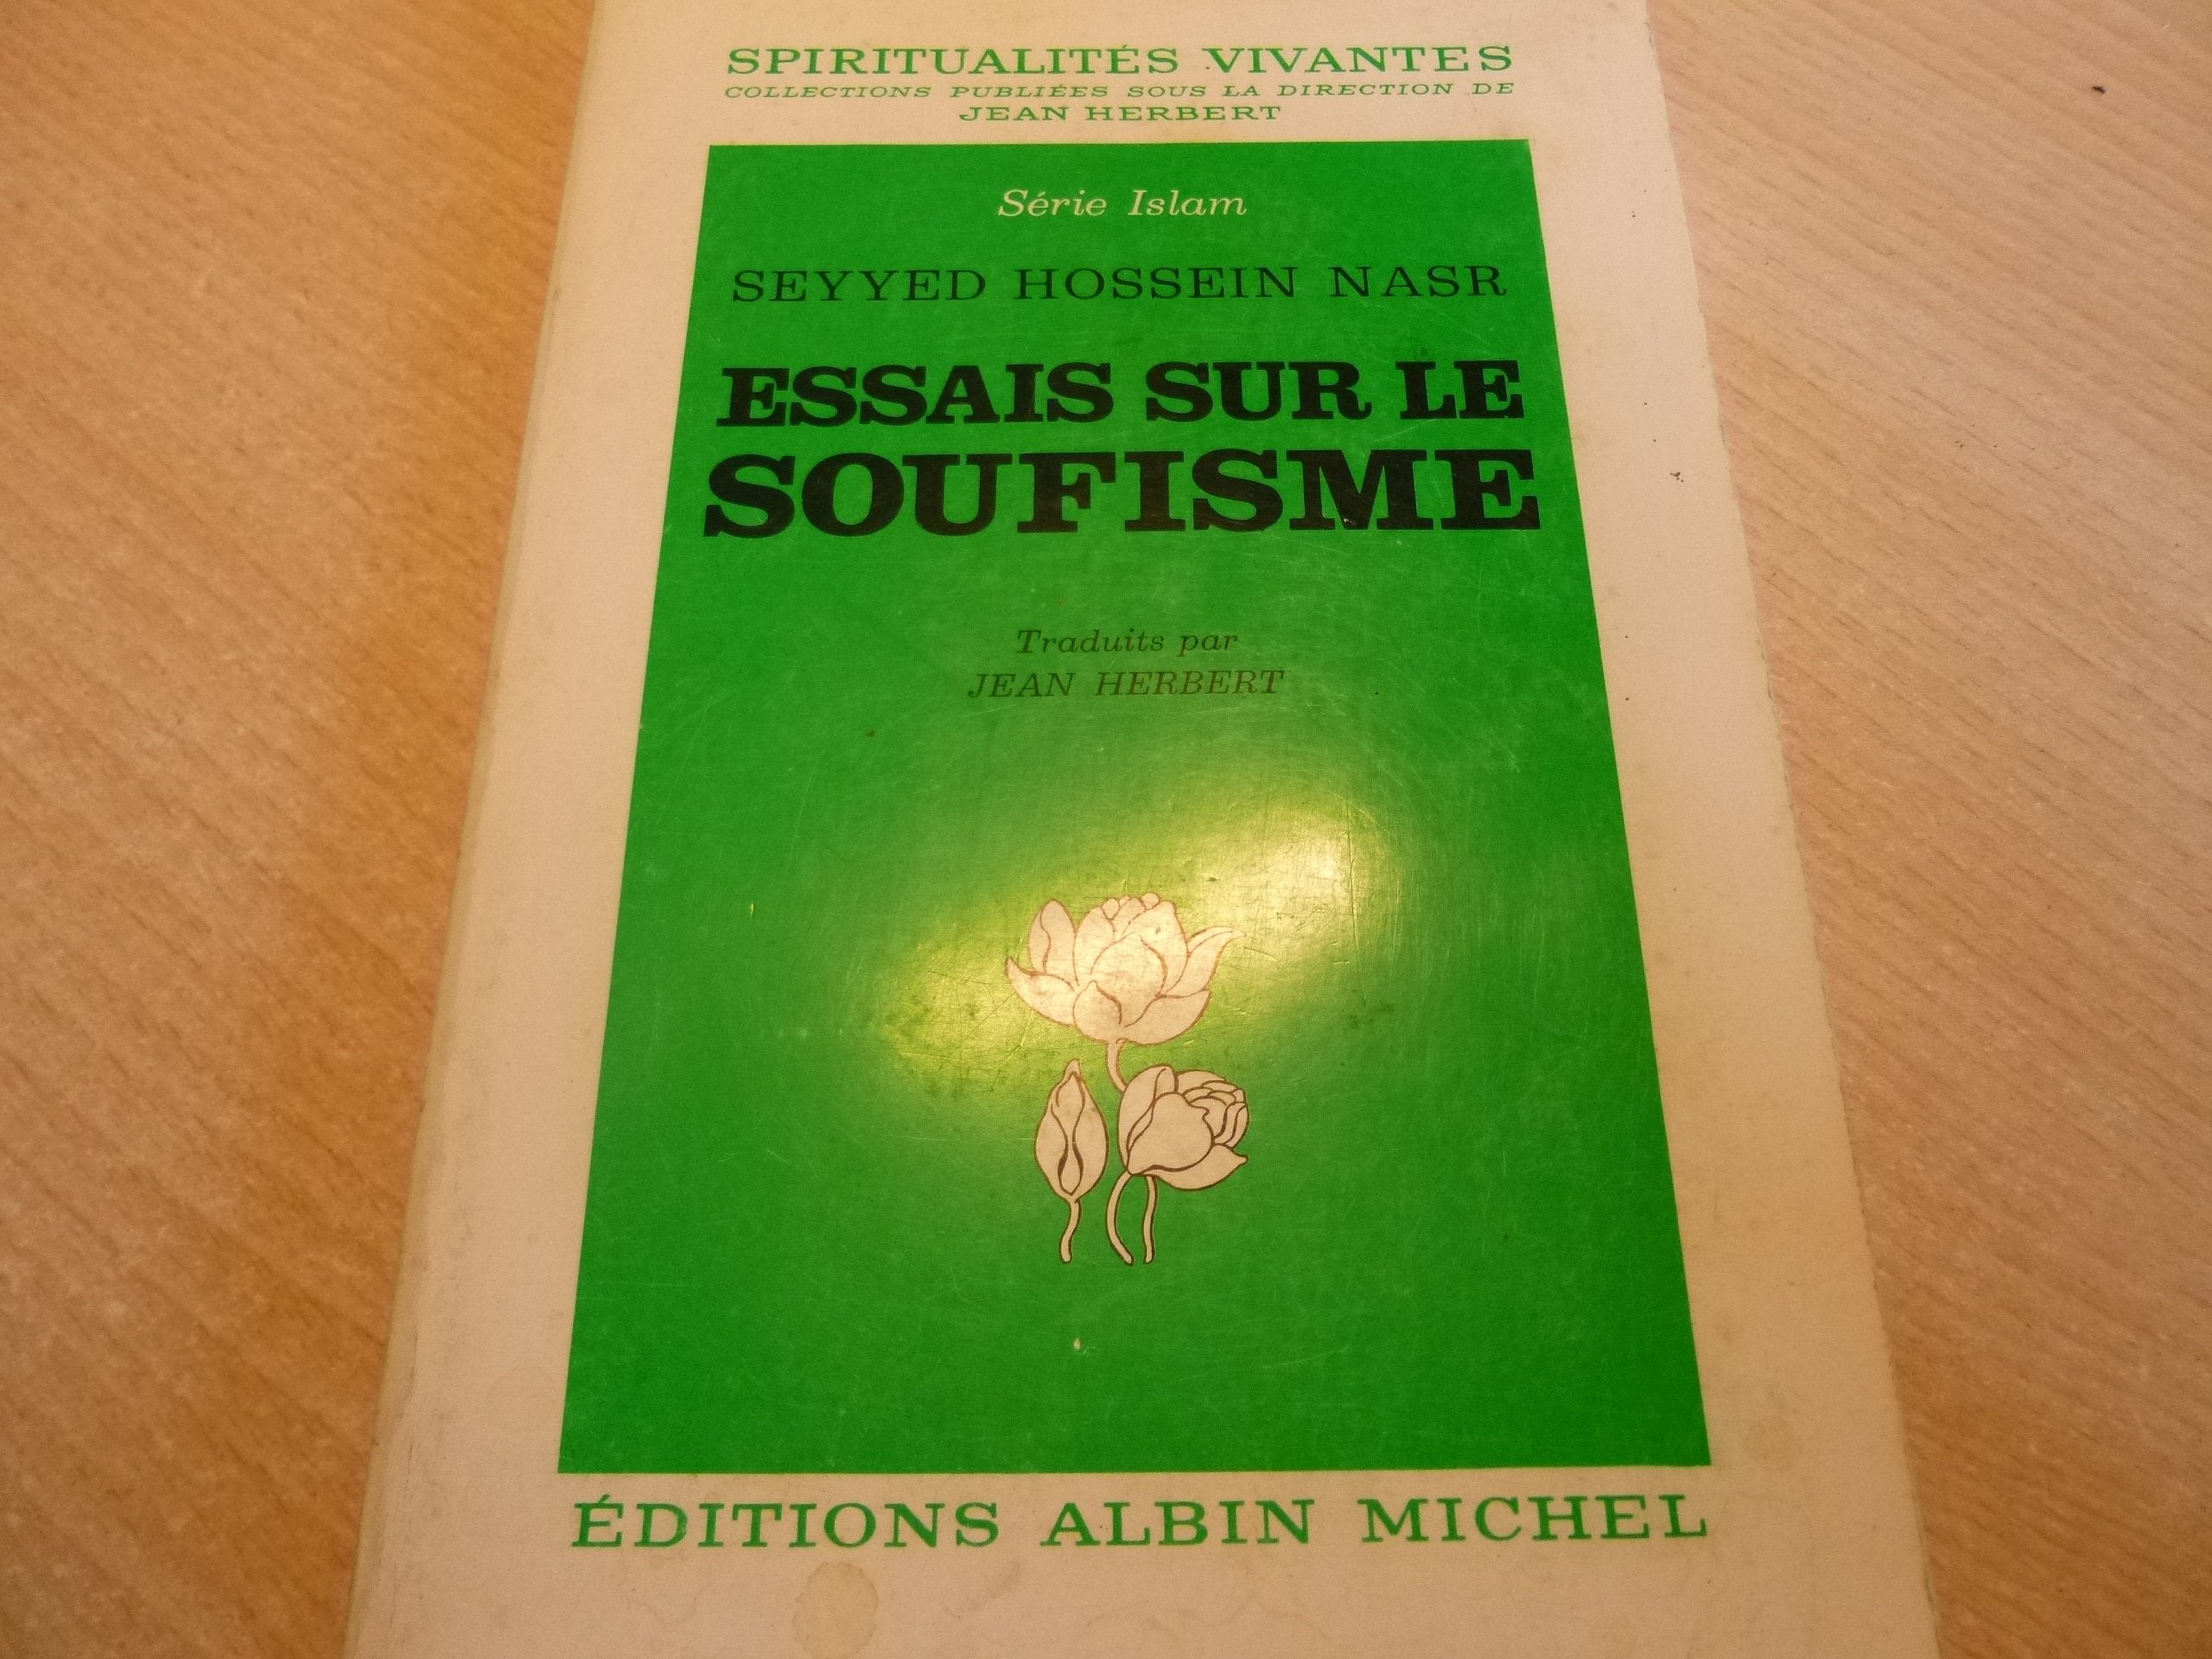 SPIRITUALITÉS VIVANTES
COLLECTIONS PUBLIÉES SOUS LA DIRECTION DE
JEAN HERBERT
Série Islam
SEYYED HOSSEIN NASR
ESSAIS SUR LE
SOUFISME
Traduits par
JEAN HERBERT
ÉDITIONS ALBIN MICHEL